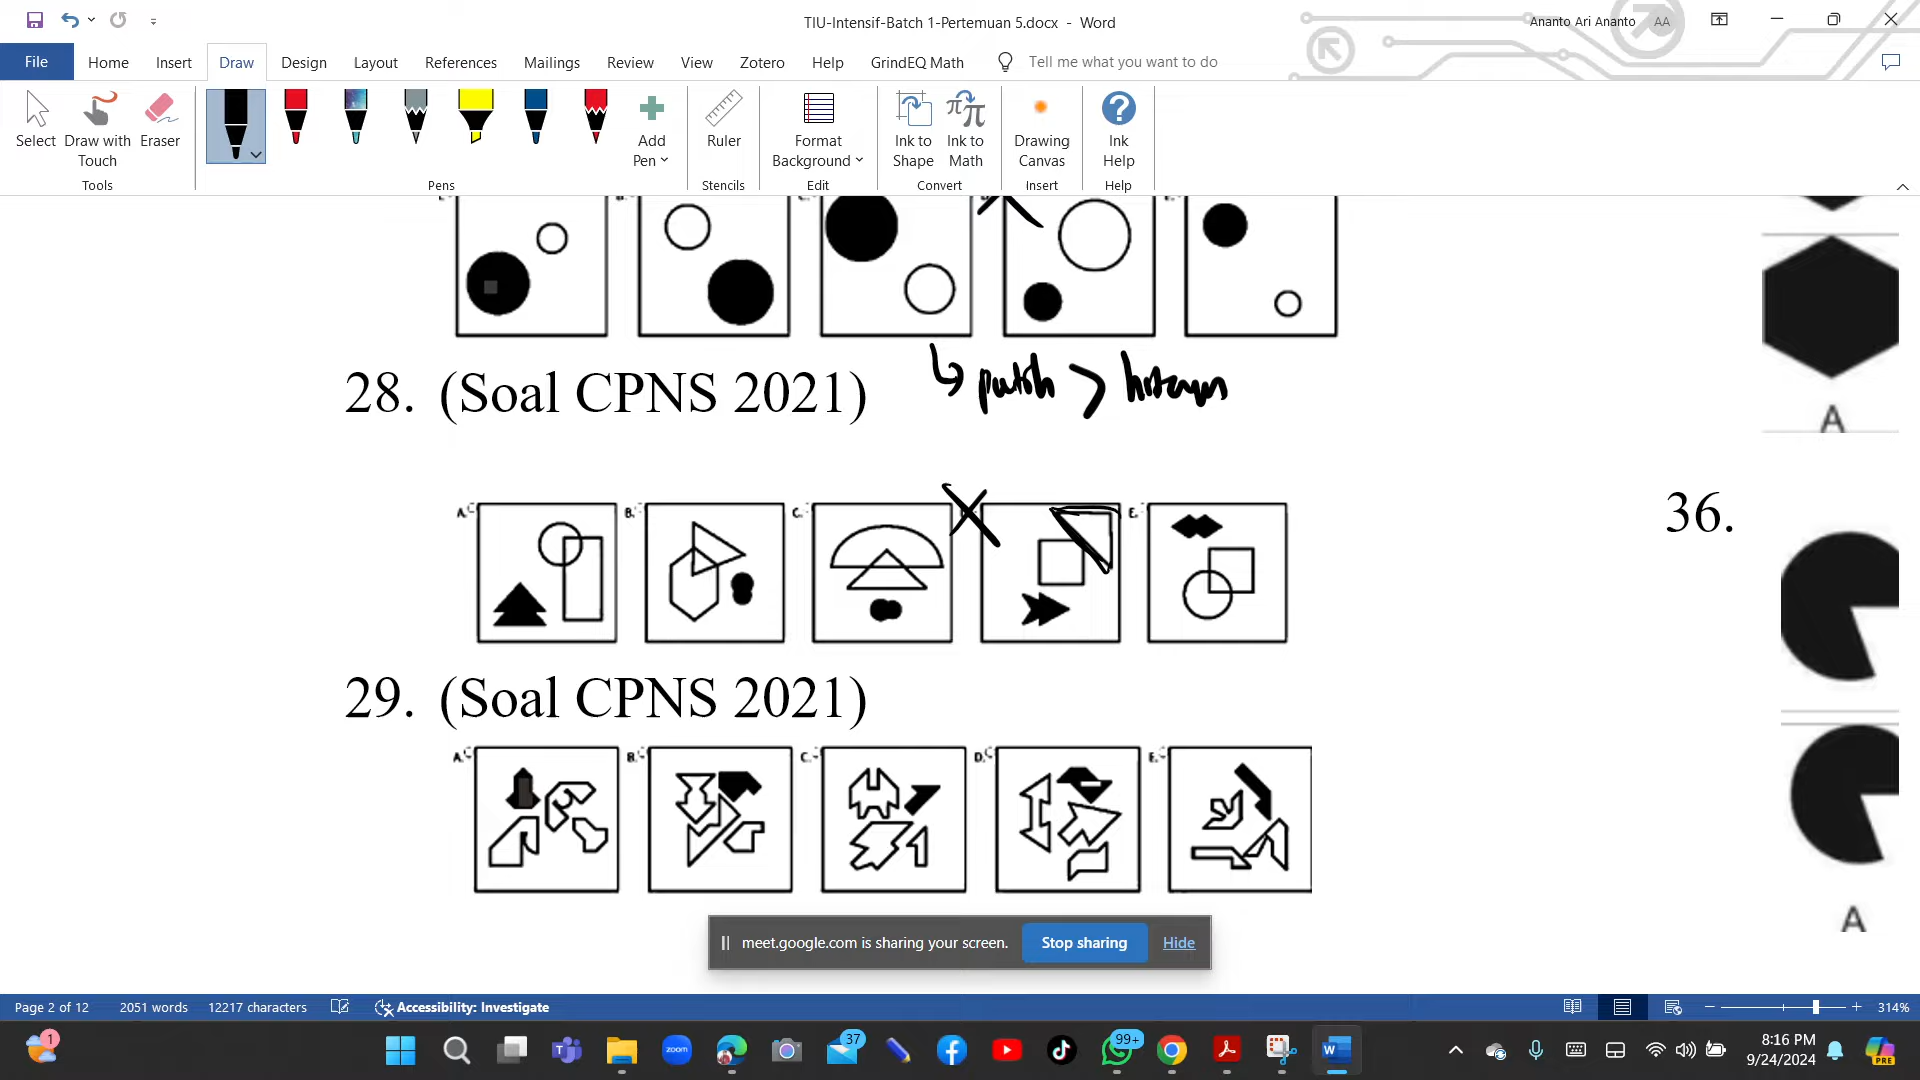 TIU-Intensif-Batch 1-Pertemuan 5.docx - Word
Ananto Ari Ananto AA
File Home Insert Draw Design Layout References Mailings Review View Zotero Help GrindEQ Math Tell me what you want to do
Select Draw with Touch Eraser Add Pen Ruler Format Background Ink to Shape Ink to Math Drawing Canvas Ink Help
Tools Pens Stencils Edit Convert Insert Help
28. (Soal CPNS 2021)
> 
A
A. B. C. E.
36.
29. (Soal CPNS 2021)
A. B. C. D. E.
A
meet.google.com is sharing your screen. Stop sharing Hide
Page 2 of 12 2051 words 12217 characters Accessibility: Investigate 314%
1 zoom 37 99+ 8:16 PM
9/24/2024 PRE